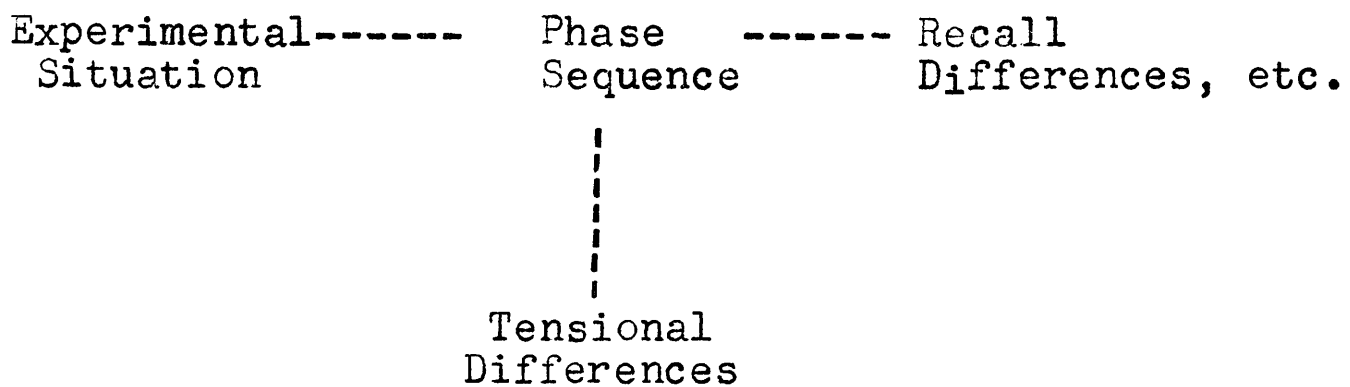 Experimental------ Phase ------ Recall
Situation Sequence Differences, etc.
Tensional
Differences